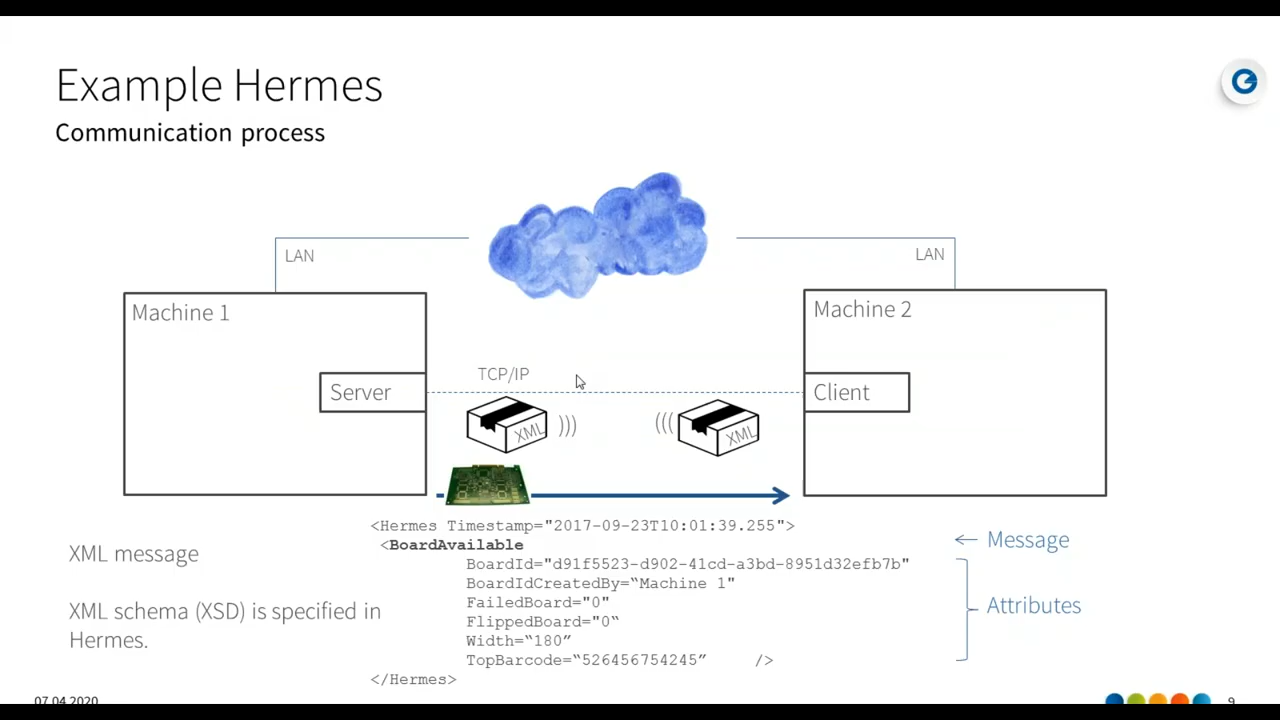 Example Hermes
Communication process
LAN
LAN
Machine 1
Machine 2
TCP/IP
Server
Client
XML
XML
<Hermes Timestamp="2017-09-23T10:01:39.255">
<BoardAvailable
BoardId="d91f5523-d902-41cd-a3bd-8951d32efb7b"
BoardIdCreatedBy=“Machine 1"
FailedBoard="0"
FlippedBoard="0“
Width=“180”
TopBarcode=“526456754245” />
</Hermes>
XML message
XML schema (XSD) is specified in
Hermes.
Message
Attributes
07.04.2020
9